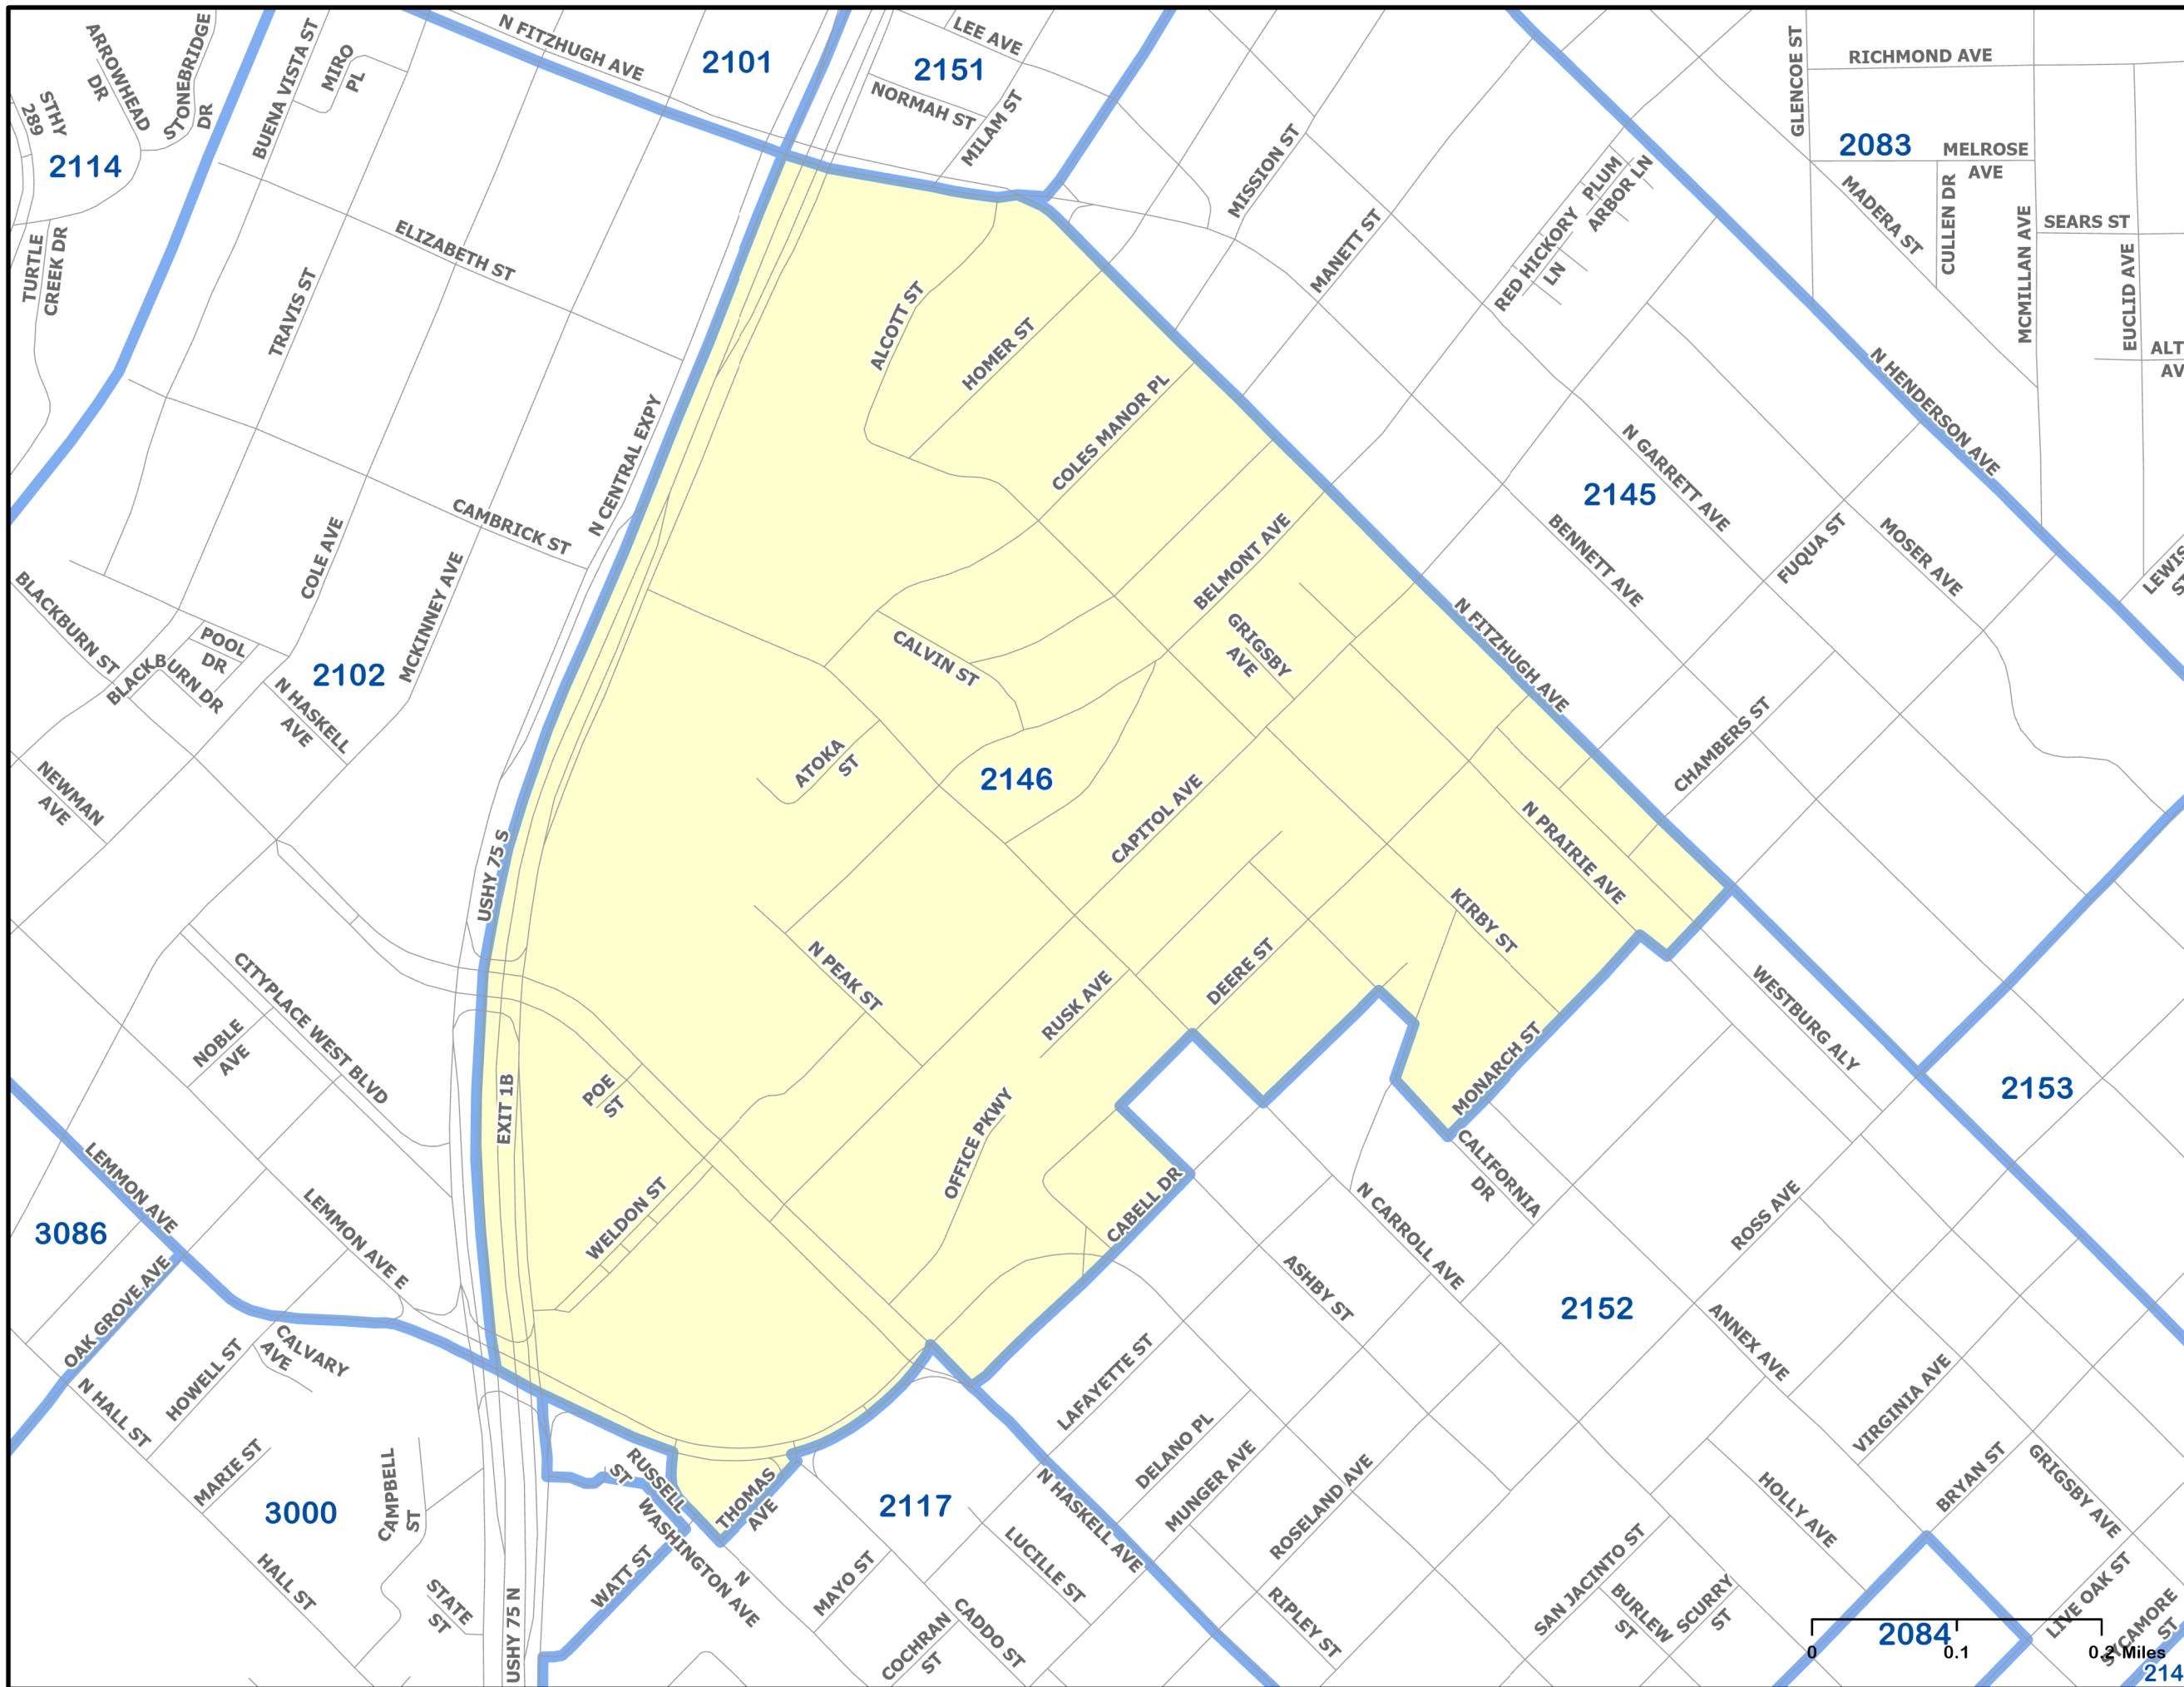 N FITZHUGH AVE
2101
2151
LEE AVE
NORMAH ST
MILAM ST
ARROWHEAD
DR
STONEBRIDGE
DR
STHY
289
2114
BUENA VISTA ST
MIRO
PL
TURTLE
CREEK DR
ELIZABETH ST
TRAVIS ST
MISSION ST
MANETT ST
RED HICKORY
LN
PLUM
ARBOR LN
GLENCOE ST
RICHMOND AVE
2083
MELROSE
AVE
MADERA ST
CULLEN DR
MCMILLAN AVE
SEARS ST
EUCLID AVE
ALT
AV
N HENDERSON AVE
ALCOTT ST
HOMER ST
COLES MANOR PL
N CENTRAL EXPY
CAMBRICK ST
COLE AVE
MCKINNEY AVE
BLACKBURN ST
POOL
DR
BLACKBURN DR
2102
N HASKELL
AVE
NEWMAN
AVE
2145
N GARRETT AVE
BENNETT AVE
FUQUA ST
MOSER AVE
LEWIS
ST
BELMONT AVE
GRIGSBY
AVE
N FITZHUGH AVE
CALVIN ST
ATOKA
ST
2146
CAPITOL AVE
CHAMBERS ST
N PRAIRIE AVE
USHY 75 S
KIRBY ST
N PEAK ST
RUSK AVE
DEERE ST
CITYPLACE WEST BLVD
NOBLE
AVE
EXIT 1B
POE
ST
OFFICE PKWY
MONARCH ST
WESTBURG ALY
2153
LEMMON AVE
LEMMON AVE E
3086
OAK GROVE AVE
WELDON ST
CABELL DR
CALIFORNIA
DR
N CARROLL AVE
ROSS AVE
ASHBY ST
2152
ANNEX AVE
HOWELL ST
CALVARY
AVE
N HALL ST
MARIE ST
3000
CAMPBELL
ST
HALL ST
STATE
ST
USHY 75 N
RUSSELL
ST
THOMAS
AVE
WASHINGTON AVE
WATT ST
N
2117
MAYO ST
LUCILLE ST
COCHRAN
ST
CADDO ST
LAFAYETTE ST
DELANO PL
MUNGER AVE
N HASKELL AVE
ROSELAND AVE
RIPLEY ST
VIRGINIA AVE
BRYAN ST
GRIGSBY AVE
HOLLY AVE
SAN JACINTO ST
BURLEW
ST
SCURRY
ST
LIVE OAK ST
SYCAMORE
ST
2084
0
0.1
0.2 Miles
214